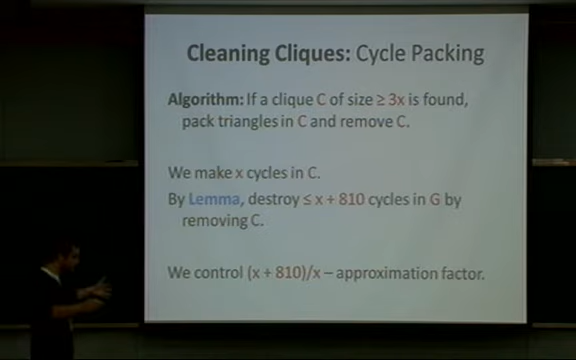 Cleaning Cliques: Cycle Packing
Algorithm: If a clique C of size ≥ 3x is found,
pack triangles in C and remove C.
We make x cycles in C.
By Lemma, destroy ≤ x + 810 cycles in G by
removing C.
We control (x + 810)/x – approximation factor.